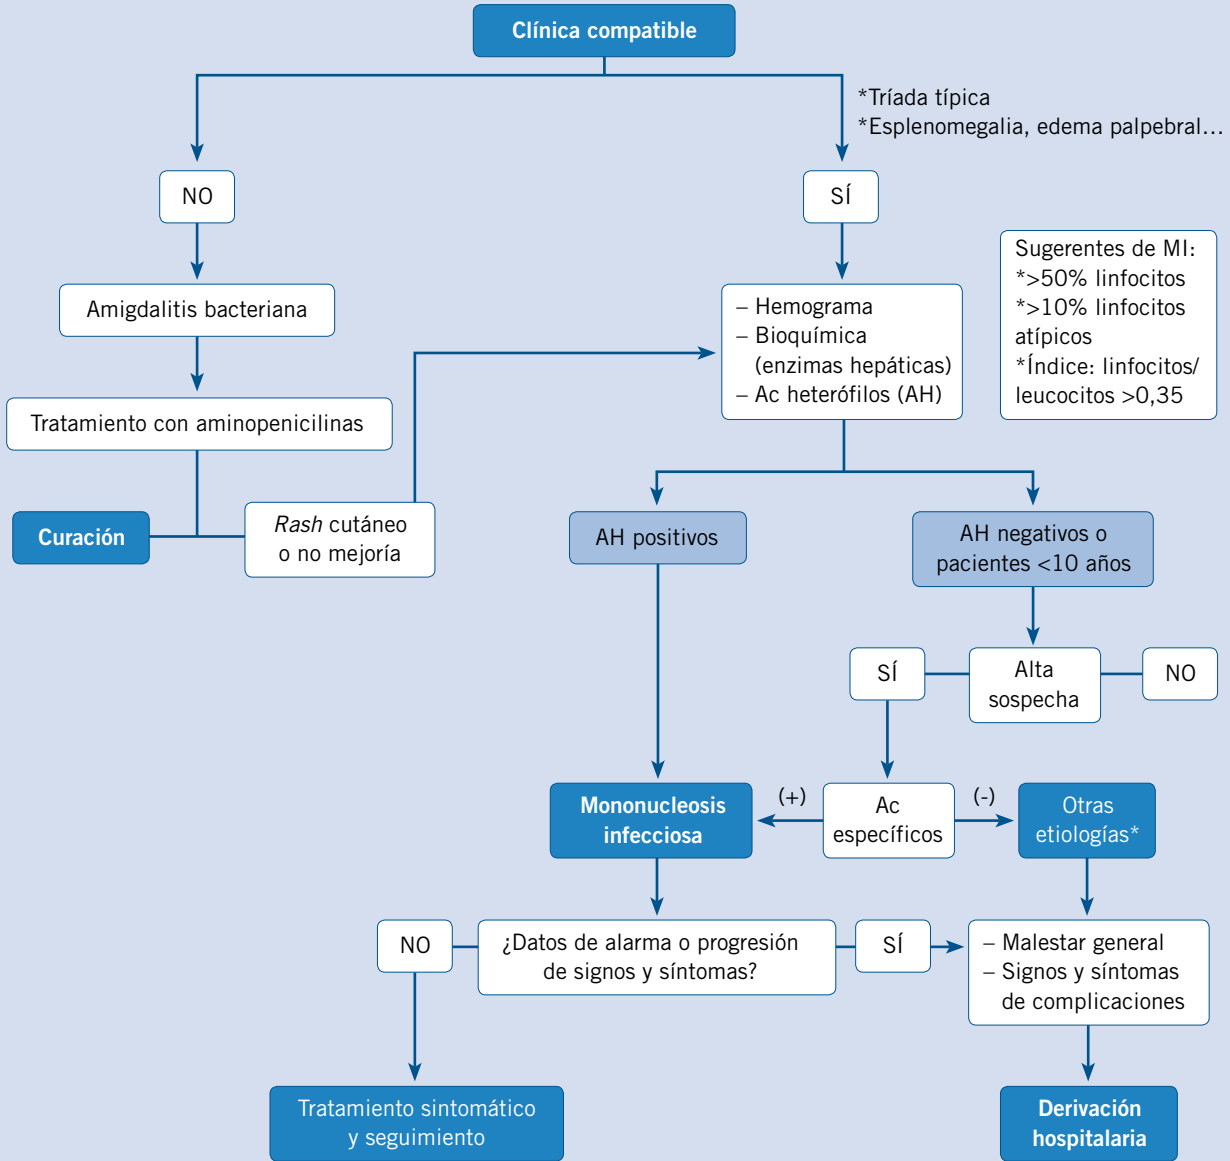 Clínica compatible
*Tríada típica
*Esplenomegalia, edema palpebral…
NO
SÍ
Amigdalitis bacteriana
– Hemograma
– Bioquímica
(enzimas hepáticas)
– Ac heterófilos (AH)
Sugerentes de MI:
*>50% linfocitos
*>10% linfocitos
atípicos
*Índice: linfocitos/
leucocitos >0,35
Tratamiento con aminopenicilinas
Curación
Rash cutáneo
o no mejoría
AH positivos
AH negativos o
pacientes <10 años
SÍ
Alta
sospecha
NO
Mononucleosis
infecciosa
(+)
Ac
específicos
(-)
Otras
etiologías*
NO
¿Datos de alarma o progresión
de signos y síntomas?
SÍ
– Malestar general
– Signos y síntomas
de complicaciones
Tratamiento sintomático
y seguimiento
Derivación
hospitalaria